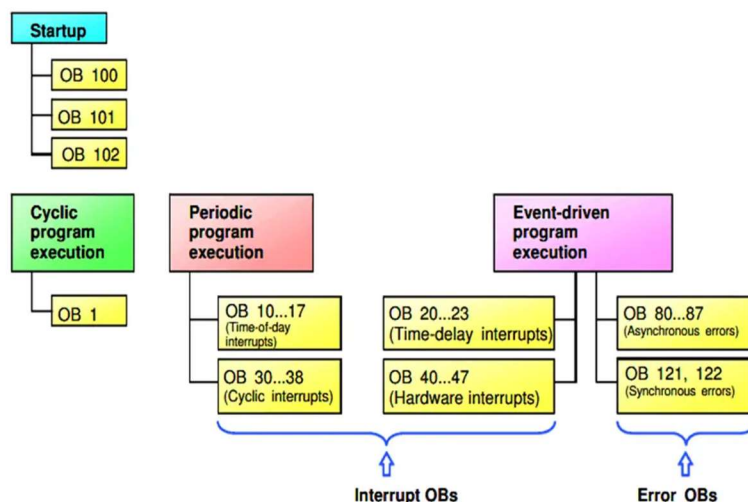 Startup
OB 100
OB 101
OB 102
Cyclic
program
execution
OB 1
Periodic
program
execution
OB 10...17
(Time-of-day
interrupts)
OB 30...38
(Cyclic interrupts)
Event-driven
program
execution
OB 20...23
(Time-delay interrupts)
OB 40...47
(Hardware interrupts)
OB 80...87
(Asynchronous errors)
OB 121, 122
(Synchronous errors)
Interrupt OBs
Error OBs